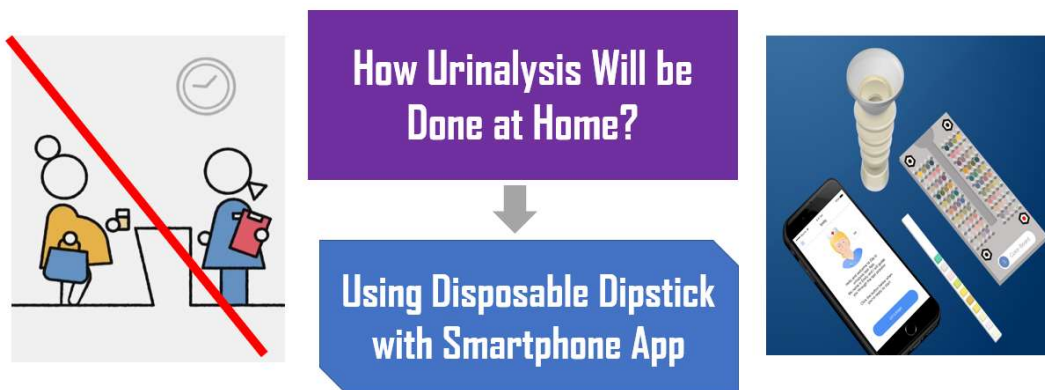 How Urinalysis Will be
Done at Home?
Using Disposable Dipstick
with Smartphone App